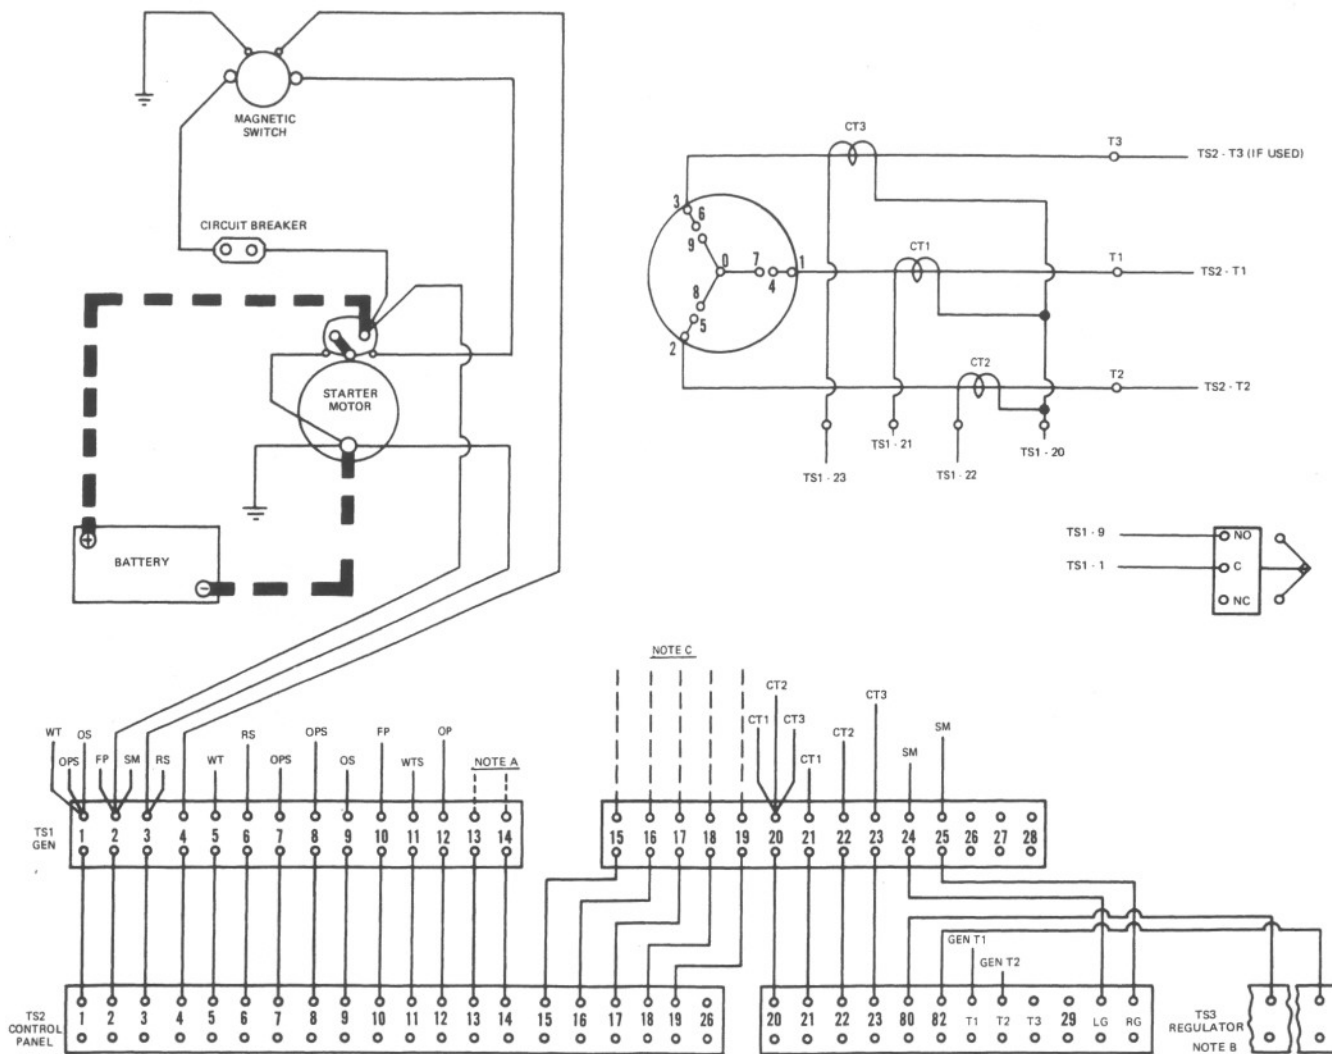 MAGNETIC
SWITCH
CIRCUIT BREAKER
STARTER
MOTOR
BATTERY
+
-
CT3
T3
TS2 - T3 (IF USED)
3
6
9
0
7
4
1
CT1
T1
TS2 - T1
8
5
2
CT2
T2
TS2 - T2
TS1 - 23
TS1 - 21
TS1 - 22
TS1 - 20
TS1 - 9
NO
TS1 - 1
C
NC
NOTE C
WT
OS
OPS
FP
SM
RS
WT
RS
OPS
OPS
OS
FP
WTS
OP
NOTE A
CT1
CT2
CT3
CT1
CT2
CT3
SM
SM
TS1
GEN
1 2 3 4 5 6 7 8 9 10 11 12 13 14
15 16 17 18 19 20 21 22 23 24 25 26 27 28
GEN T1
GEN T2
TS2
CONTROL
PANEL
1 2 3 4 5 6 7 8 9 10 11 12 13 14 15 16 17 18 19 26
20 21 22 23 80 82 T1 T2 T3 29 LG RG
TS3
REGULATOR
NOTE B